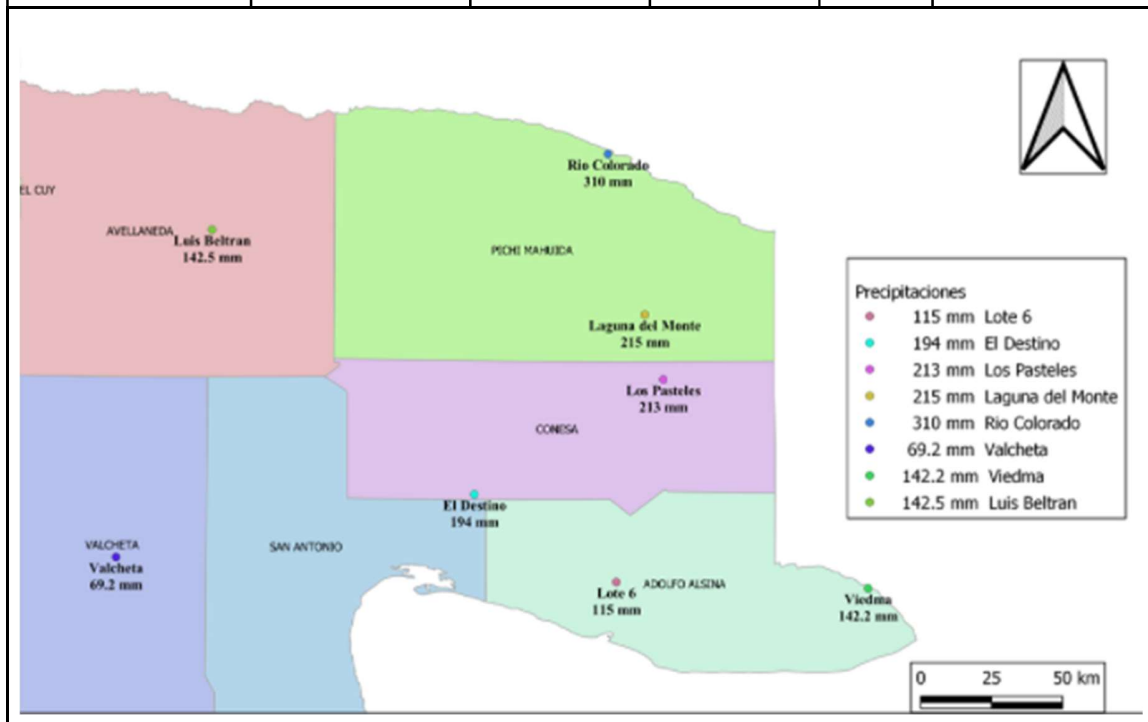 Rio Colorado
310 mm
EL CUY
AVELLANEDA
Luis Beltran
142.5 mm
PICHI MAHUIDA
Laguna del Monte
215 mm
Los Pasteles
213 mm
CONESA
El Destino
194 mm
VALCHETA
Valcheta
69.2 mm
SAN ANTONIO
Lote 6
115 mm
ADOLFO ALSINA
Viedma
142.2 mm
Precipitaciones
115 mm Lote 6
194 mm El Destino
213 mm Los Pasteles
215 mm Laguna del Monte
310 mm Rio Colorado
69.2 mm Valcheta
142.2 mm Viedma
142.5 mm Luis Beltran
0 25 50 km